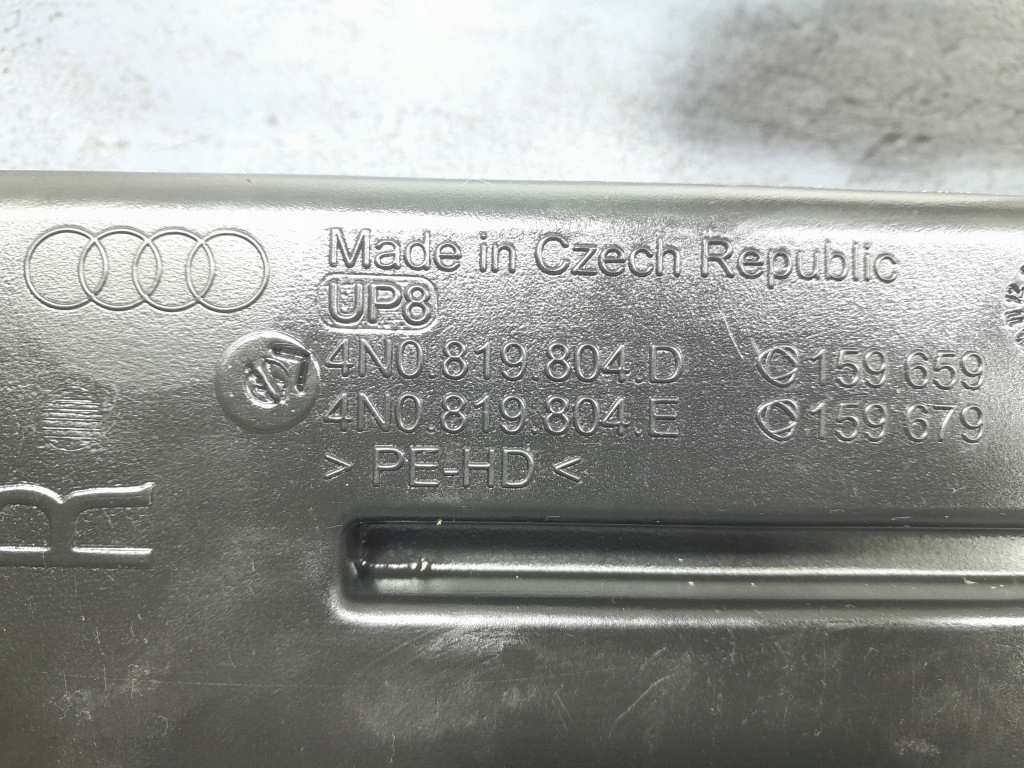 Made in Czech Republic
UP8
4N0.819.804.D 159 659
4N0.819.804.E 159 679
> PE-HD <
R